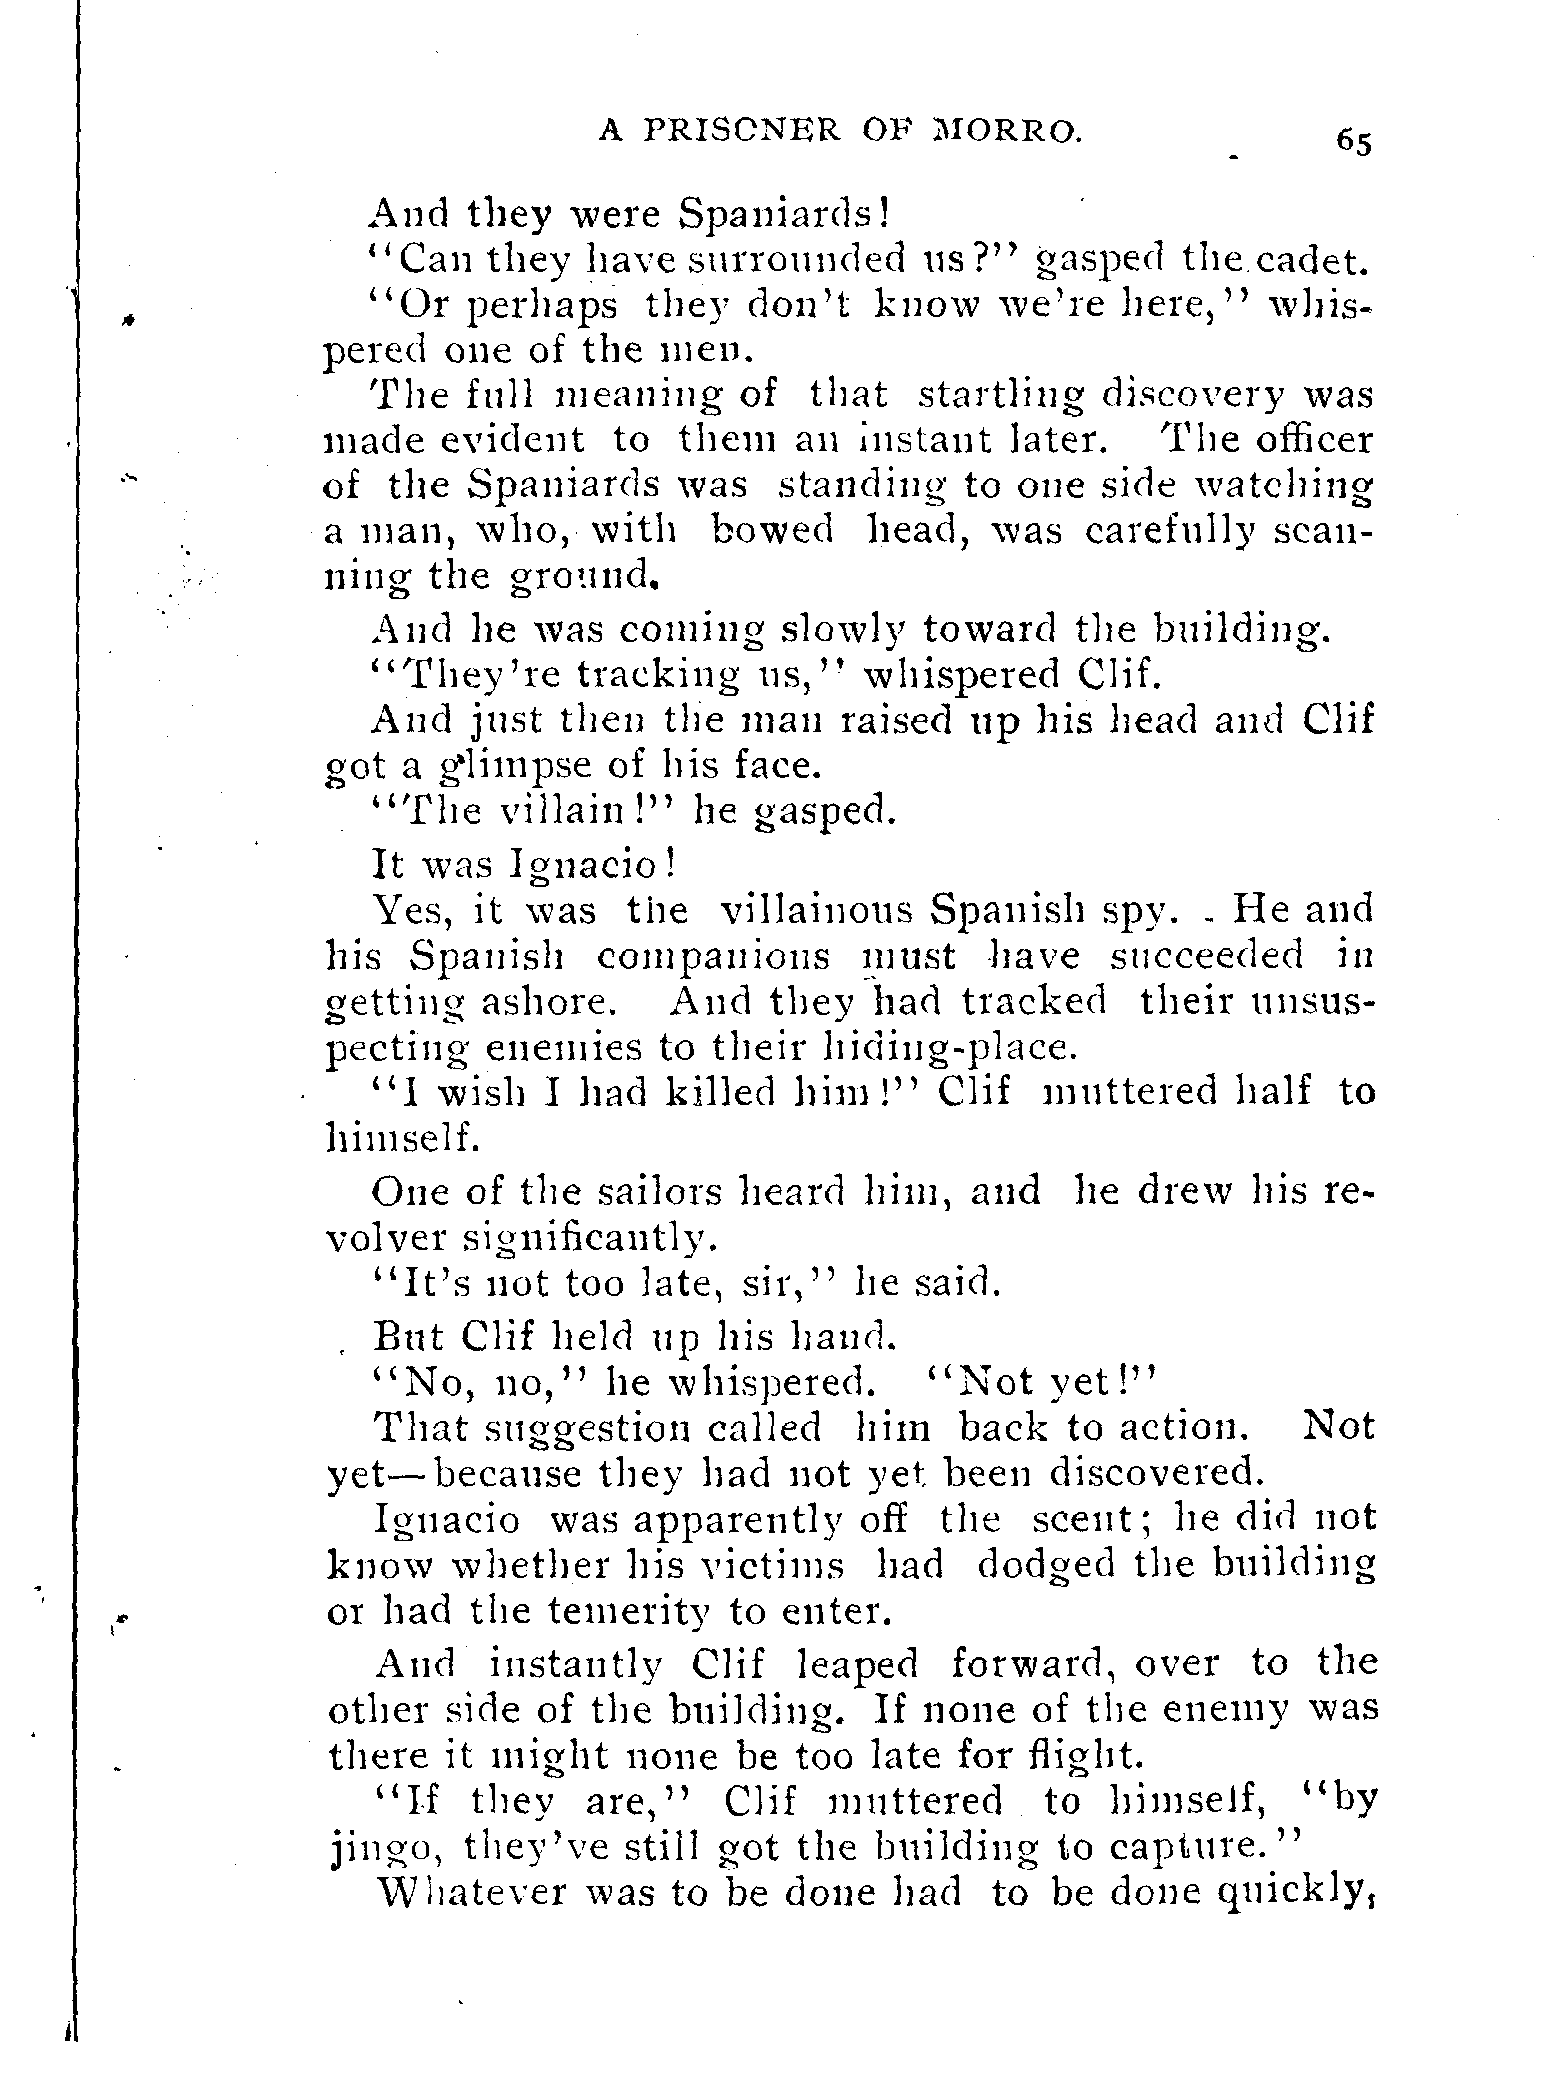 A PRISONER OF MORRO. 65
And they were Spaniards!
"Can they have surrounded us?" gasped the cadet.
"Or perhaps they don't know we're here," whis-
pered one of the men.
The full meaning of that startling discovery was
made evident to them an instant later. The officer
of the Spaniards was standing to one side watching
a man, who, with bowed head, was carefully scan-
ning the ground.
And he was coming slowly toward the building.
"They're tracking us," whispered Clif.
And just then the man raised up his head and Clif
got a glimpse of his face.
"The villain!" he gasped.
It was Ignacio!
Yes, it was the villainous Spanish spy. He and
his Spanish companions must have succeeded in
getting ashore. And they had tracked their unsus-
pecting enemies to their hiding-place.
"I wish I had killed him!" Clif muttered half to
himself.
One of the sailors heard him, and he drew his re-
volver significantly.
"It's not too late, sir," he said.
But Clif held up his hand.
"No, no," he whispered. "Not yet!"
That suggestion called him back to action. Not
yet—because they had not yet been discovered.
Ignacio was apparently off the scent; he did not
know whether his victims had dodged the building
or had the temerity to enter.
And instantly Clif leaped forward, over to the
other side of the building. If none of the enemy was
there it might none be too late for flight.
"If they are," Clif muttered to himself, "by
jingo, they've still got the building to capture."
Whatever was to be done had to be done quickly,